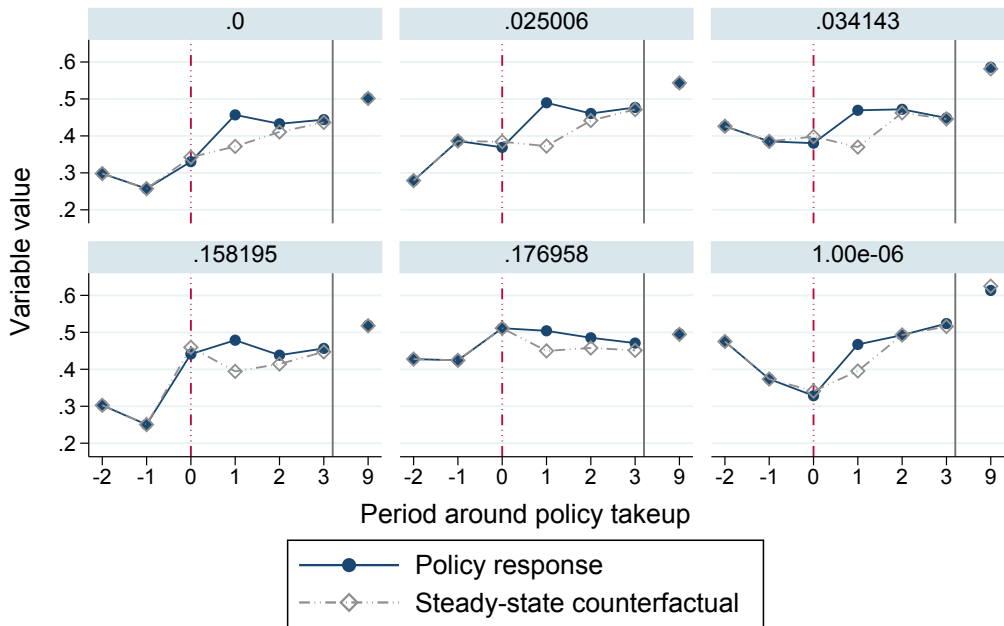 .0
.025006
.034143
.6
.5
.4
.3
.2
.158195
.176958
1.00e-06
.6
.5
.4
.3
.2
Variable value
-2 -1 0 1 2 3 9
-2 -1 0 1 2 3 9
-2 -1 0 1 2 3 9
Period around policy takeup
Policy response
Steady-state counterfactual